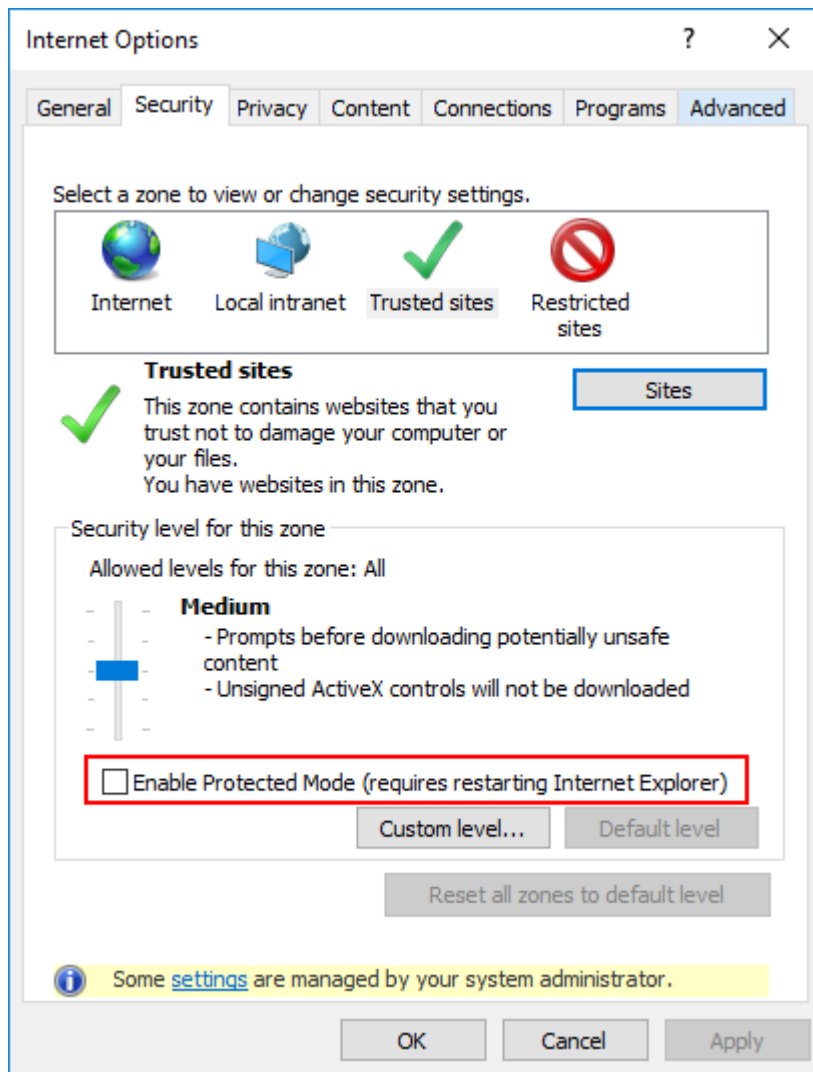 Internet Options
?
General Security Privacy Content Connections Programs Advanced
Select a zone to view or change security settings.
Internet Local intranet Trusted sites Restricted
sites
Trusted sites
Sites
This zone contains websites that you
trust not to damage your computer or
your files.
You have websites in this zone.
Security level for this zone
Allowed levels for this zone: All
Medium
- Prompts before downloading potentially unsafe
content
- Unsigned ActiveX controls will not be downloaded
Enable Protected Mode (requires restarting Internet Explorer)
Custom level... Default level
Reset all zones to default level
Some settings are managed by your system administrator.
OK Cancel Apply